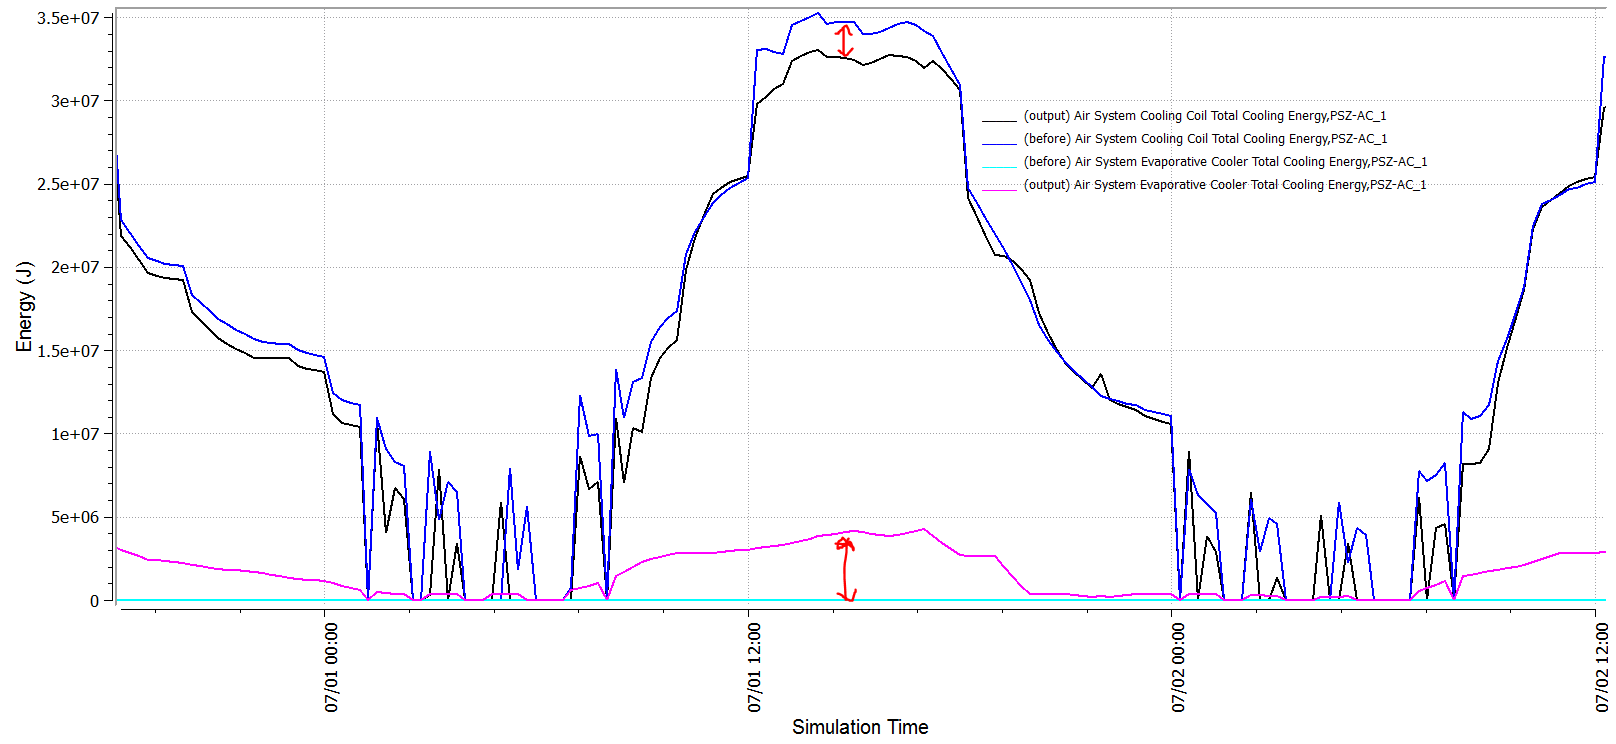 3.5e+07
3e+07
2.5e+07
2e+07
1.5e+07
1e+07
5e+06
0
Energy (J)
(output) Air System Cooling Coil Total Cooling Energy,PSZ-AC_1
(before) Air System Cooling Coil Total Cooling Energy,PSZ-AC_1
(before) Air System Evaporative Cooler Total Cooling Energy,PSZ-AC_1
(output) Air System Evaporative Cooler Total Cooling Energy,PSZ-AC_1
07/01 00:00
07/01 12:00
07/02 00:00
07/02 12:00
Simulation Time